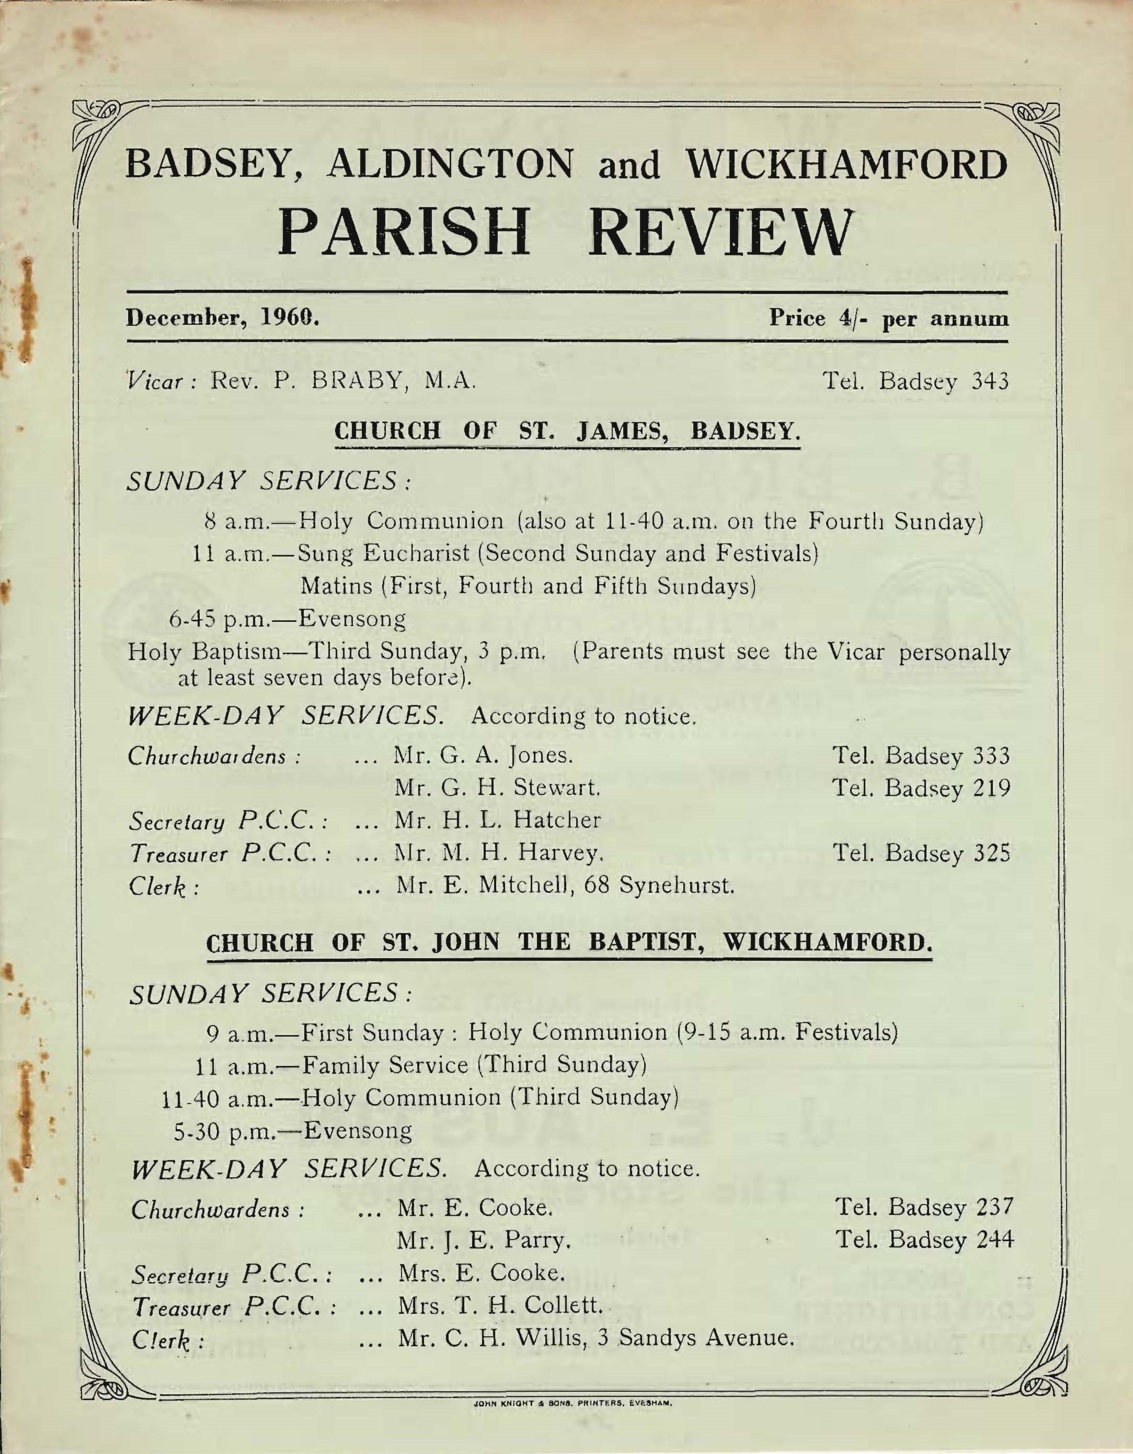 BADSEY, ALDINGTON and WICKHAMFORD
PARISH REVIEW
December, 1960. Price 4/- per annum
Vicar : Rev. P. BRABY, M.A. Tel. Badsey 343
CHURCH OF ST. JAMES, BADSEY.
SUNDAY SERVICES :
8 a.m.—Holy Communion (also at 11-40 a.m. on the Fourth Sunday)
11 a.m.—Sung Eucharist (Second Sunday and Festivals)
Matins (First, Fourth and Fifth Sundays)
6-45 p.m.—Evensong
Holy Baptism—Third Sunday, 3 p.m. (Parents must see the Vicar personally
at least seven days before).
WEEK-DAY SERVICES. According to notice.
Churchwardens : ... Mr. G. A. Jones. Tel. Badsey 333
Mr. G. H. Stewart. Tel. Badsey 219
Secretary P.C.C. : ... Mr. H. L. Hatcher
Treasurer P.C.C. : ... Mr. M. H. Harvey. Tel. Badsey 325
Clerk : ... Mr. E. Mitchell, 68 Synehurst.
CHURCH OF ST. JOHN THE BAPTIST, WICKHAMFORD.
SUNDAY SERVICES :
9 a.m.—First Sunday : Holy Communion (9-15 a.m. Festivals)
11 a.m.—Family Service (Third Sunday)
11-40 a.m.—Holy Communion (Third Sunday)
5-30 p.m.—Evensong
WEEK-DAY SERVICES. According to notice.
Churchwardens : ... Mr. E. Cooke. Tel. Badsey 237
Mr. J. E. Parry. Tel. Badsey 244
Secretary P.C.C. : ... Mrs. E. Cooke.
Treasurer P.C.C. : ... Mrs. T. H. Collett.
Clerk : ... Mr. C. H. Willis, 3 Sandys Avenue.
JOHN KNIGHT & SONS, PRINTERS, EVESHAM.